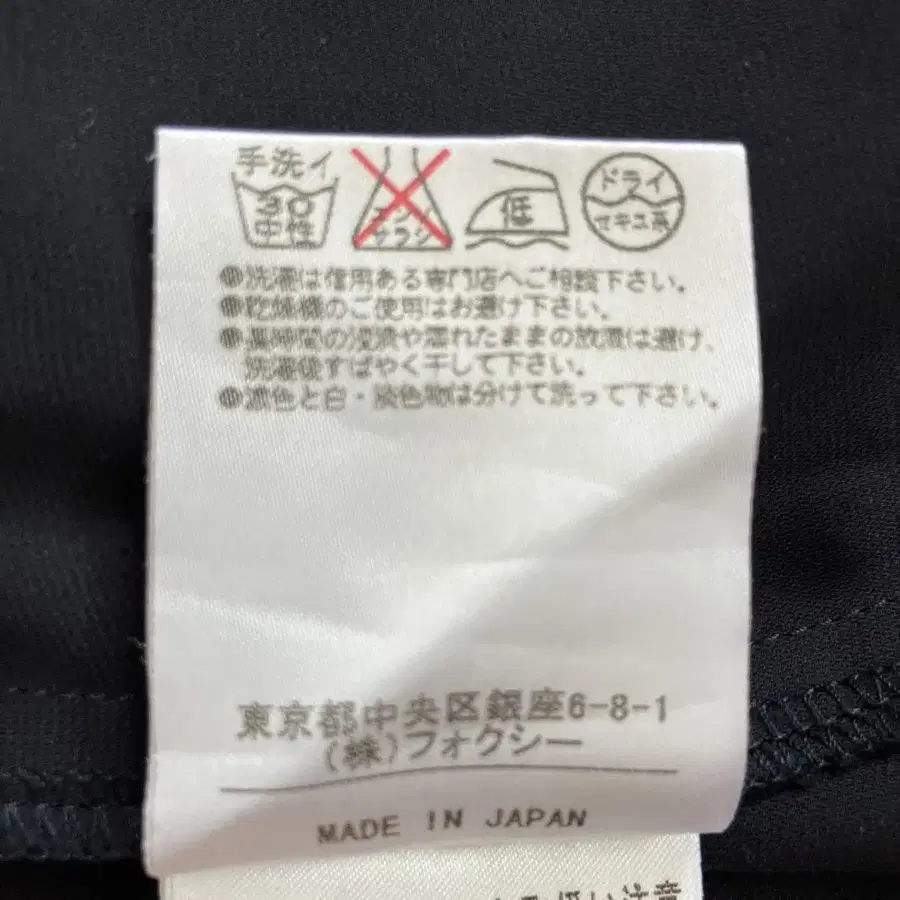 手洗イ
30
中性
エンソ
サラシ
低
ドライ
セキユ系
●洗濯は信用ある専門店へご相談下さい。
●乾燥機のご使用はお避け下さい。
●長時間の浸漬や濡れたままの放置は避け、
洗濯後すばやく干して下さい。
●濃色と白・淡色物は分けて洗って下さい。
東京都中央区銀座6-8-1
(株)フォクシー
MADE IN JAPAN